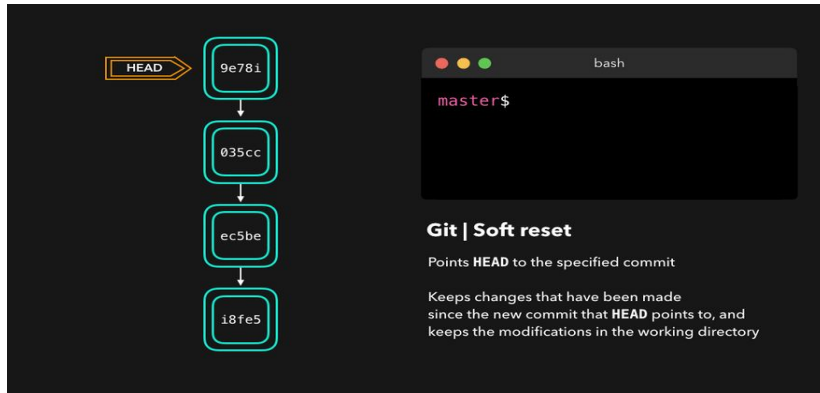 HEAD
9e78i
035cc
ec5be
i8fe5
bash
master$
Git | Soft reset
Points HEAD to the specified commit
Keeps changes that have been made
since the new commit that HEAD points to, and
keeps the modifications in the working directory